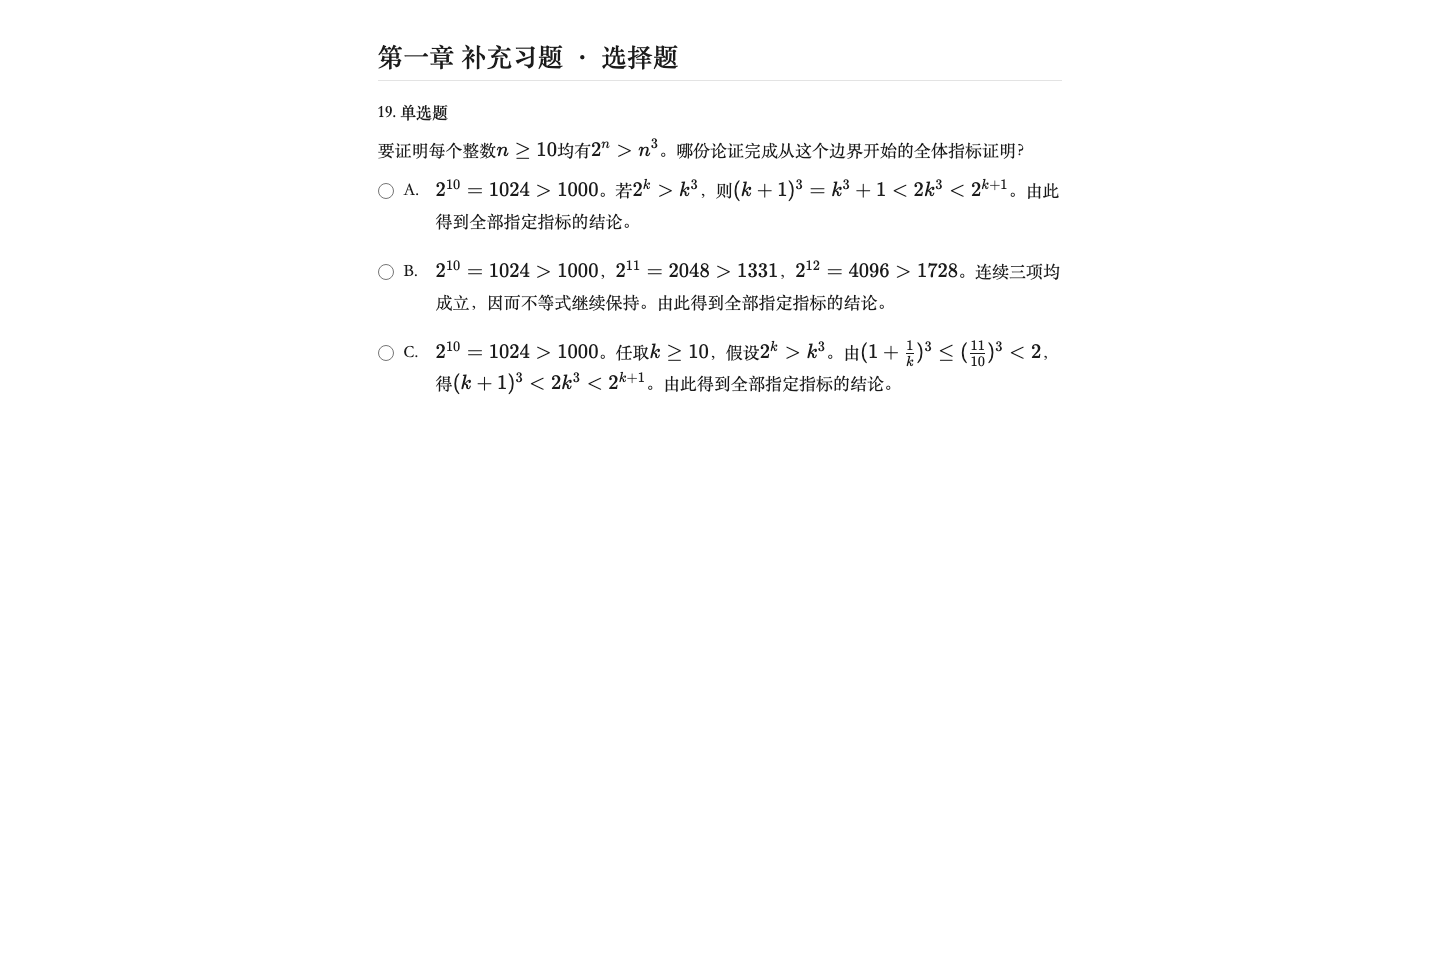 第一章 补充习题 · 选择题
19. 单选题
要证明每个整数$n \geq 10$均有$2^n > n^3$。哪份论证完成从这个边界开始的全体指标证明?
A. $2^{10} = 1024 > 1000$。若$2^k > k^3$，则$(k+1)^3 = k^3 + 1 < 2k^3 < 2^{k+1}$。由此
得到全部指定指标的结论。
B. $2^{10} = 1024 > 1000$，$2^{11} = 2048 > 1331$，$2^{12} = 4096 > 1728$。连续三项均
成立，因而不等式继续保持。由此得到全部指定指标的结论。
C. $2^{10} = 1024 > 1000$。任取$k \geq 10$，假设$2^k > k^3$。由$(1 + \frac{1}{k})^3 \leq (\frac{11}{10})^3 < 2$，
得$(k+1)^3 < 2k^3 < 2^{k+1}$。由此得到全部指定指标的结论。